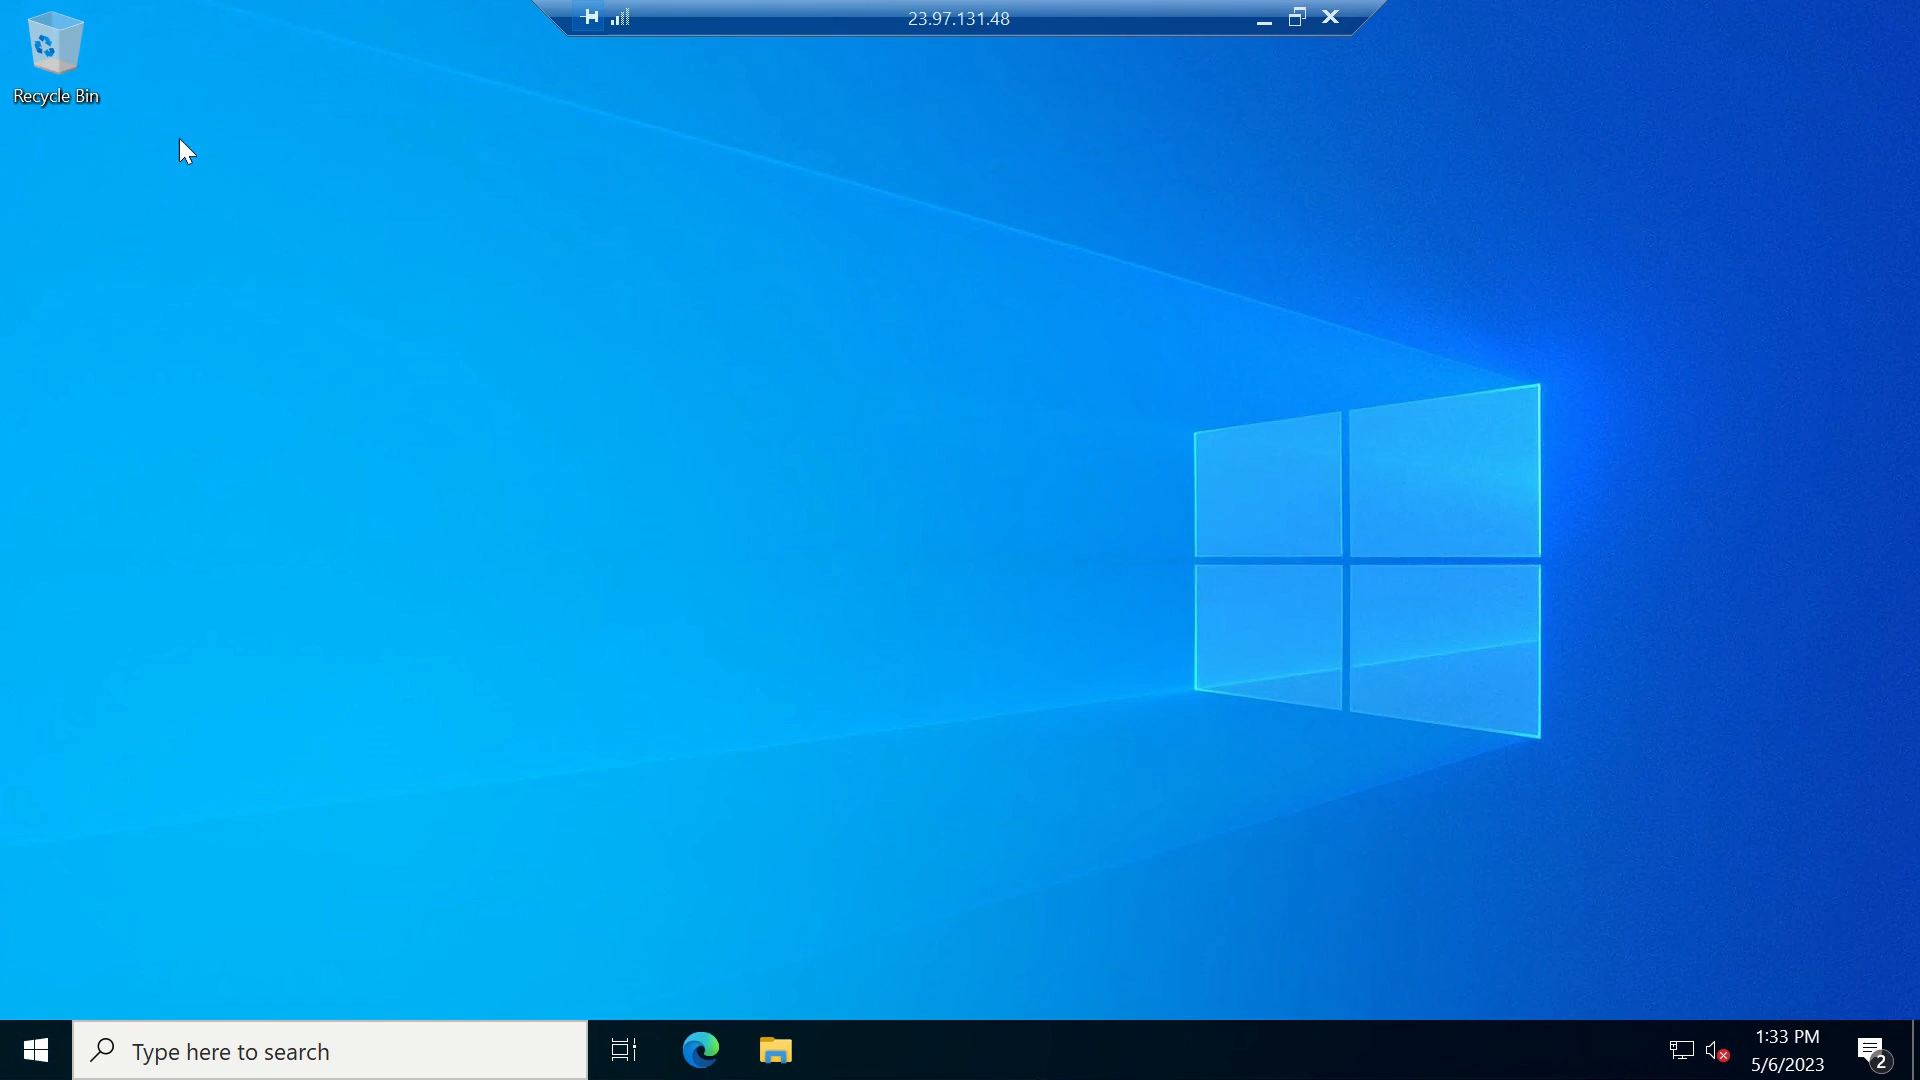 23.97.131.48
Recycle Bin
Type here to search
1:33 PM
5/6/2023
2